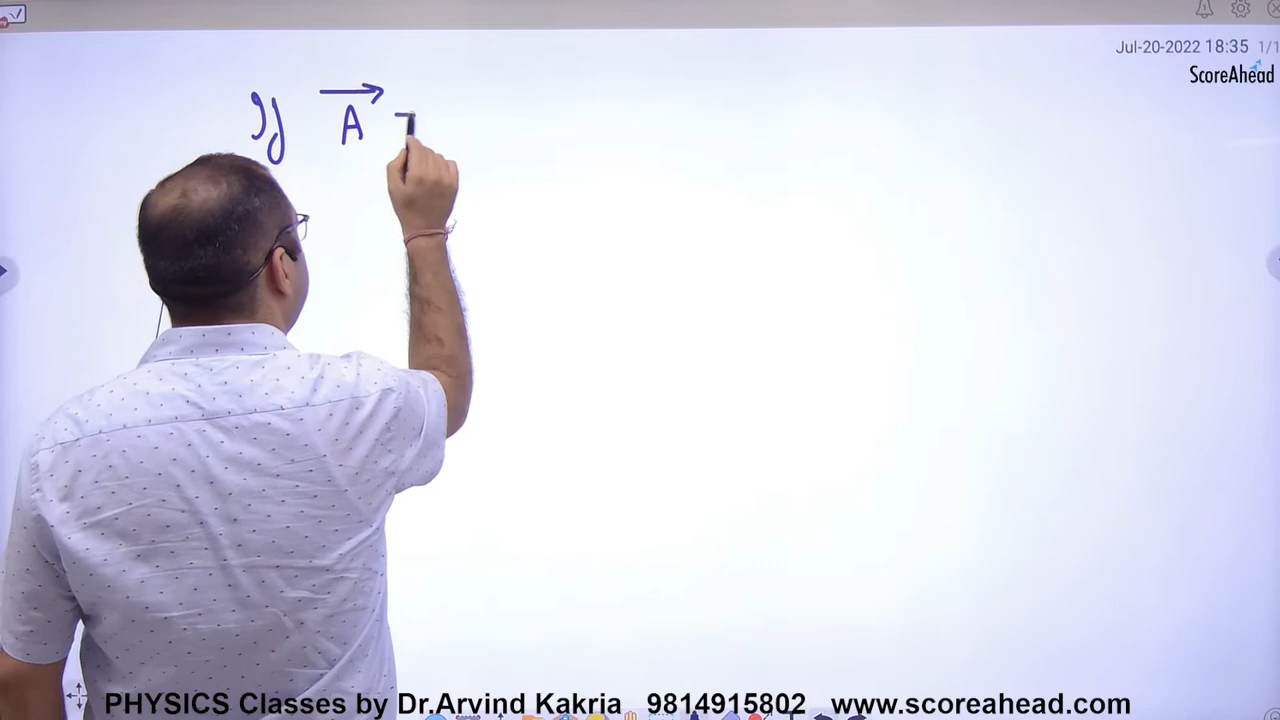 Jul-20-2022 18:35 1/1
ScoreAhead
If A
PHYSICS Classes by Dr.Arvind Kakria 9814915802 www.scoreahead.com